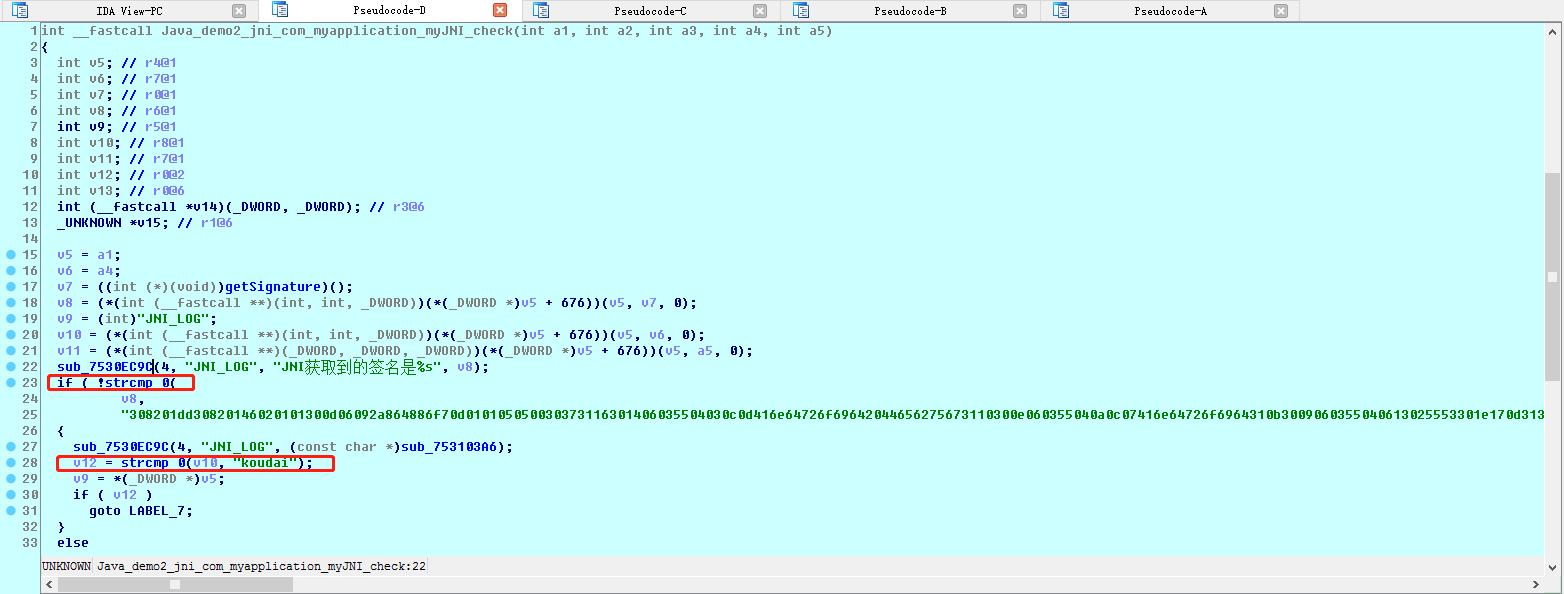 IDA View-PC Pseudocode-D Pseudocode-C Pseudocode-B Pseudocode-A
1 int __fastcall Java_demo2_jni_com_myapplication_myJNI_check(int a1, int a2, int a3, int a4, int a5)
2 {
3 int v5; // r4@1
4 int v6; // r7@1
5 int v7; // r0@1
6 int v8; // r6@1
7 int v9; // r5@1
8 int v10; // r8@1
9 int v11; // r7@1
10 int v12; // r0@2
11 int v13; // r0@6
12 int (__fastcall *v14)(_DWORD, _DWORD); // r3@6
13 _UNKNOWN *v15; // r1@6
14
15 v5 = a1;
16 v6 = a4;
17 v7 = ((int (*)(void))getSignature)();
18 v8 = (*(int (__fastcall **)(int, int, _DWORD))(*(_DWORD *)v5 + 676))(v5, v7, 0);
19 v9 = (int)"JNI_LOG";
20 v10 = (*(int (__fastcall **)(int, int, _DWORD))(*(_DWORD *)v5 + 676))(v5, v6, 0);
21 v11 = (*(int (__fastcall **)(_DWORD, _DWORD, _DWORD))(*(_DWORD *)v5 + 676))(v5, a5, 0);
22 sub_7530EC9C(4, "JNI_LOG", "JNI获取到的签名是%s", v8);
23 if ( !strcmp_0(
24 v8,
25 "308201dd30820146020101300d06092a864886f70d010105050030373116301406035504030c0d416e64726f69642044656275673110300e060355040a0c07416e64726f6964310b3009060355040613025553301e170d313
26 {
27 sub_7530EC9C(4, "JNI_LOG", (const char *)sub_753103A6);
28 v12 = strcmp_0(v10, "koudai");
29 v9 = *(_DWORD *)v5;
30 if ( v12 )
31 goto LABEL_7;
32 }
33 else
UNKNOWN Java_demo2_jni_com_myapplication_myJNI_check:22